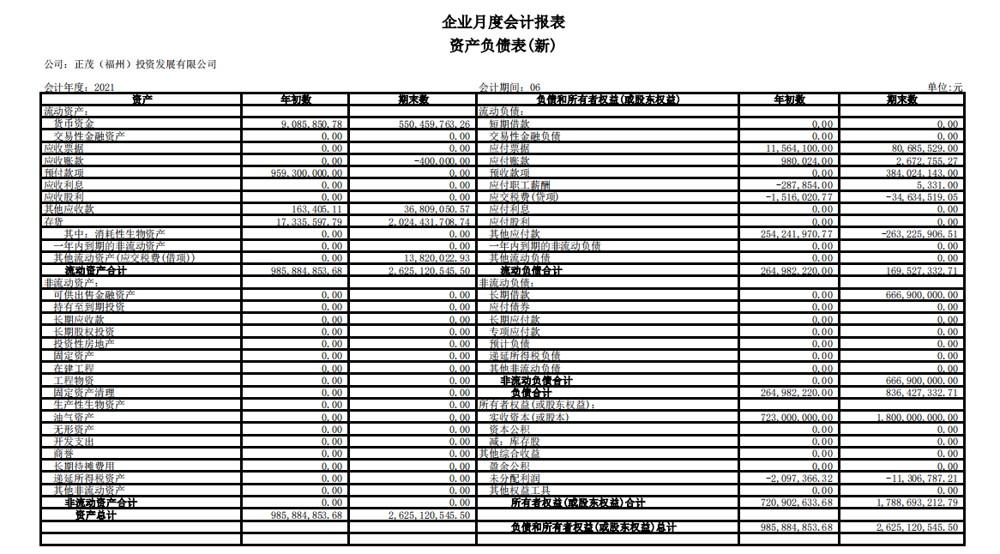 企业月度会计报表
资产负债表(新)
公司：正茂（福州）投资发展有限公司
会计年度：2021 会计期间：06 单位:元
资产 年初数 期末数 负债和所有者权益(或股东权益) 年初数 期末数
流动资产： 流动负债：
货币资金 9,085,850.78 550,459,763.26 短期借款 0.00 0.00
交易性金融资产 0.00 0.00 交易性金融负债 0.00 0.00
应收票据 0.00 0.00 应付票据 11,564,100.00 80,685,529.00
应收账款 0.00 -400,000.00 应付账款 980,024.00 2,672,755.27
预付款项 959,300,000.00 0.00 预收款项 0.00 384,024,143.00
应收利息 0.00 0.00 应付职工薪酬 -287,854.00 5,331.00
应收股利 0.00 0.00 应交税费(贷项) -1,516,020.77 -34,634,519.05
其他应收款 163,405.11 36,809,050.57 应付利息 0.00 0.00
存货 17,335,597.79 2,024,431,708.74 应付股利 0.00 0.00
其中：消耗性生物资产 0.00 0.00 其他应付款 254,241,970.77 -263,225,906.51
一年内到期的非流动资产 0.00 0.00 一年内到期的非流动负债 0.00 0.00
其他流动资产(应交税费(借项)) 0.00 13,820,022.93 其他流动负债 0.00 0.00
流动资产合计 985,884,853.68 2,625,120,545.50 流动负债合计 264,982,220.00 169,527,332.71
非流动资产： 非流动负债：
可供出售金融资产 0.00 0.00 长期借款 0.00 666,900,000.00
持有至到期投资 0.00 0.00 应付债券 0.00 0.00
长期应收款 0.00 0.00 长期应付款 0.00 0.00
长期股权投资 0.00 0.00 专项应付款 0.00 0.00
投资性房地产 0.00 0.00 预计负债 0.00 0.00
固定资产 0.00 0.00 递延所得税负债 0.00 0.00
在建工程 0.00 0.00 其他非流动负债 0.00 0.00
工程物资 0.00 0.00 非流动负债合计 0.00 666,900,000.00
固定资产清理 0.00 0.00 负债合计 264,982,220.00 836,427,332.71
生产性生物资产 0.00 0.00 所有者权益(或股东权益)：
油气资产 0.00 0.00 实收资本(或股本) 723,000,000.00 1,800,000,000.00
无形资产 0.00 0.00 资本公积 0.00 0.00
开发支出 0.00 0.00 减：库存股 0.00 0.00
商誉 0.00 0.00 其他综合收益 0.00 0.00
长期待摊费用 0.00 0.00 盈余公积 0.00 0.00
递延所得税资产 0.00 0.00 未分配利润 -2,097,366.32 -11,306,787.21
其他非流动资产 0.00 0.00 其他权益工具 0.00 0.00
非流动资产合计 0.00 0.00 所有者权益(或股东权益)合计 720,902,633.68 1,788,693,212.79
资产总计 985,884,853.68 2,625,120,545.50
负债和所有者权益(或股东权益)总计 985,884,853.68 2,625,120,545.50